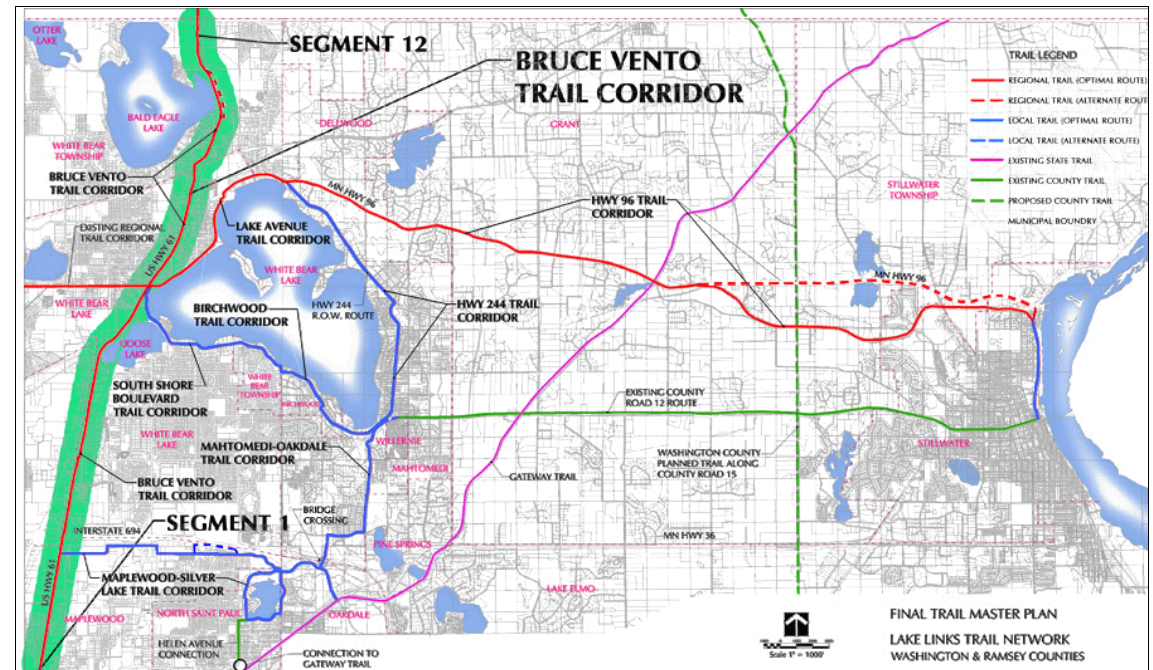 OTTER
LAKE
SEGMENT 12
BRUCE VENTO
TRAIL CORRIDOR
TRAIL LEGEND
REGIONAL TRAIL (OPTIMAL ROUTE)
REGIONAL TRAIL (ALTERNATE ROUT
LOCAL TRAIL (OPTIMAL ROUTE)
LOCAL TRAIL (ALTERNATE ROUTE)
EXISTING STATE TRAIL
EXISTING COUNTY TRAIL
PROPOSED COUNTY TRAIL
MUNICIPAL BOUNDRY
BALD EAGLE
LAKE
DELLWOOD
GRANT
WHITE BEAR
TOWNSHIP
BRUCE VENTO
TRAIL CORRIDOR
MN HWY 96
STILLWATER
TOWNSHIP
HWY 96 TRAIL
CORRIDOR
EXISTING REGIONAL
TRAIL CORRIDOR
LAKE AVENUE
TRAIL CORRIDOR
US HWY 61
WHITE BEAR
LAKE
WHITE BEAR
LAKE
MN HWY 96
BIRCHWOOD
TRAIL CORRIDOR
HWY 244
R.O.W. ROUTE
HWY 244 TRAIL
CORRIDOR
GOOSE
LAKE
SOUTH SHORE
BOULEVARD
TRAIL CORRIDOR
WHITE
BEAR
TOWNSHIP
BIRCHWOOD
EXISTING COUNTY
ROAD 12 ROUTE
WHITE BEAR
LAKE
MAHTOMEDI-OAKDALE
TRAIL CORRIDOR
WILLERNIE
MAHTOMEDI
STILLWATER
WASHINGTON COUNTY
PLANNED TRAIL ALONG
COUNTY ROAD 15
GATEWAY TRAIL
BRUCE VENTO
TRAIL CORRIDOR
BRIDGE
CROSSING
SEGMENT 1
INTERSTATE 694
MN HWY 36
PINE SPRINGS
US HWY 61
MAPLEWOOD-SILVER
LAKE TRAIL CORRIDOR
LAKE ELMO
MAPLEWOOD
NORTH SAINT PAUL
OAKDALE
HELEN AVENUE
CONNECTION
CONNECTION TO
GATEWAY TRAIL
Scale 1" = 1000'
FINAL TRAIL MASTER PLAN
LAKE LINKS TRAIL NETWORK
WASHINGTON & RAMSEY COUNTIES